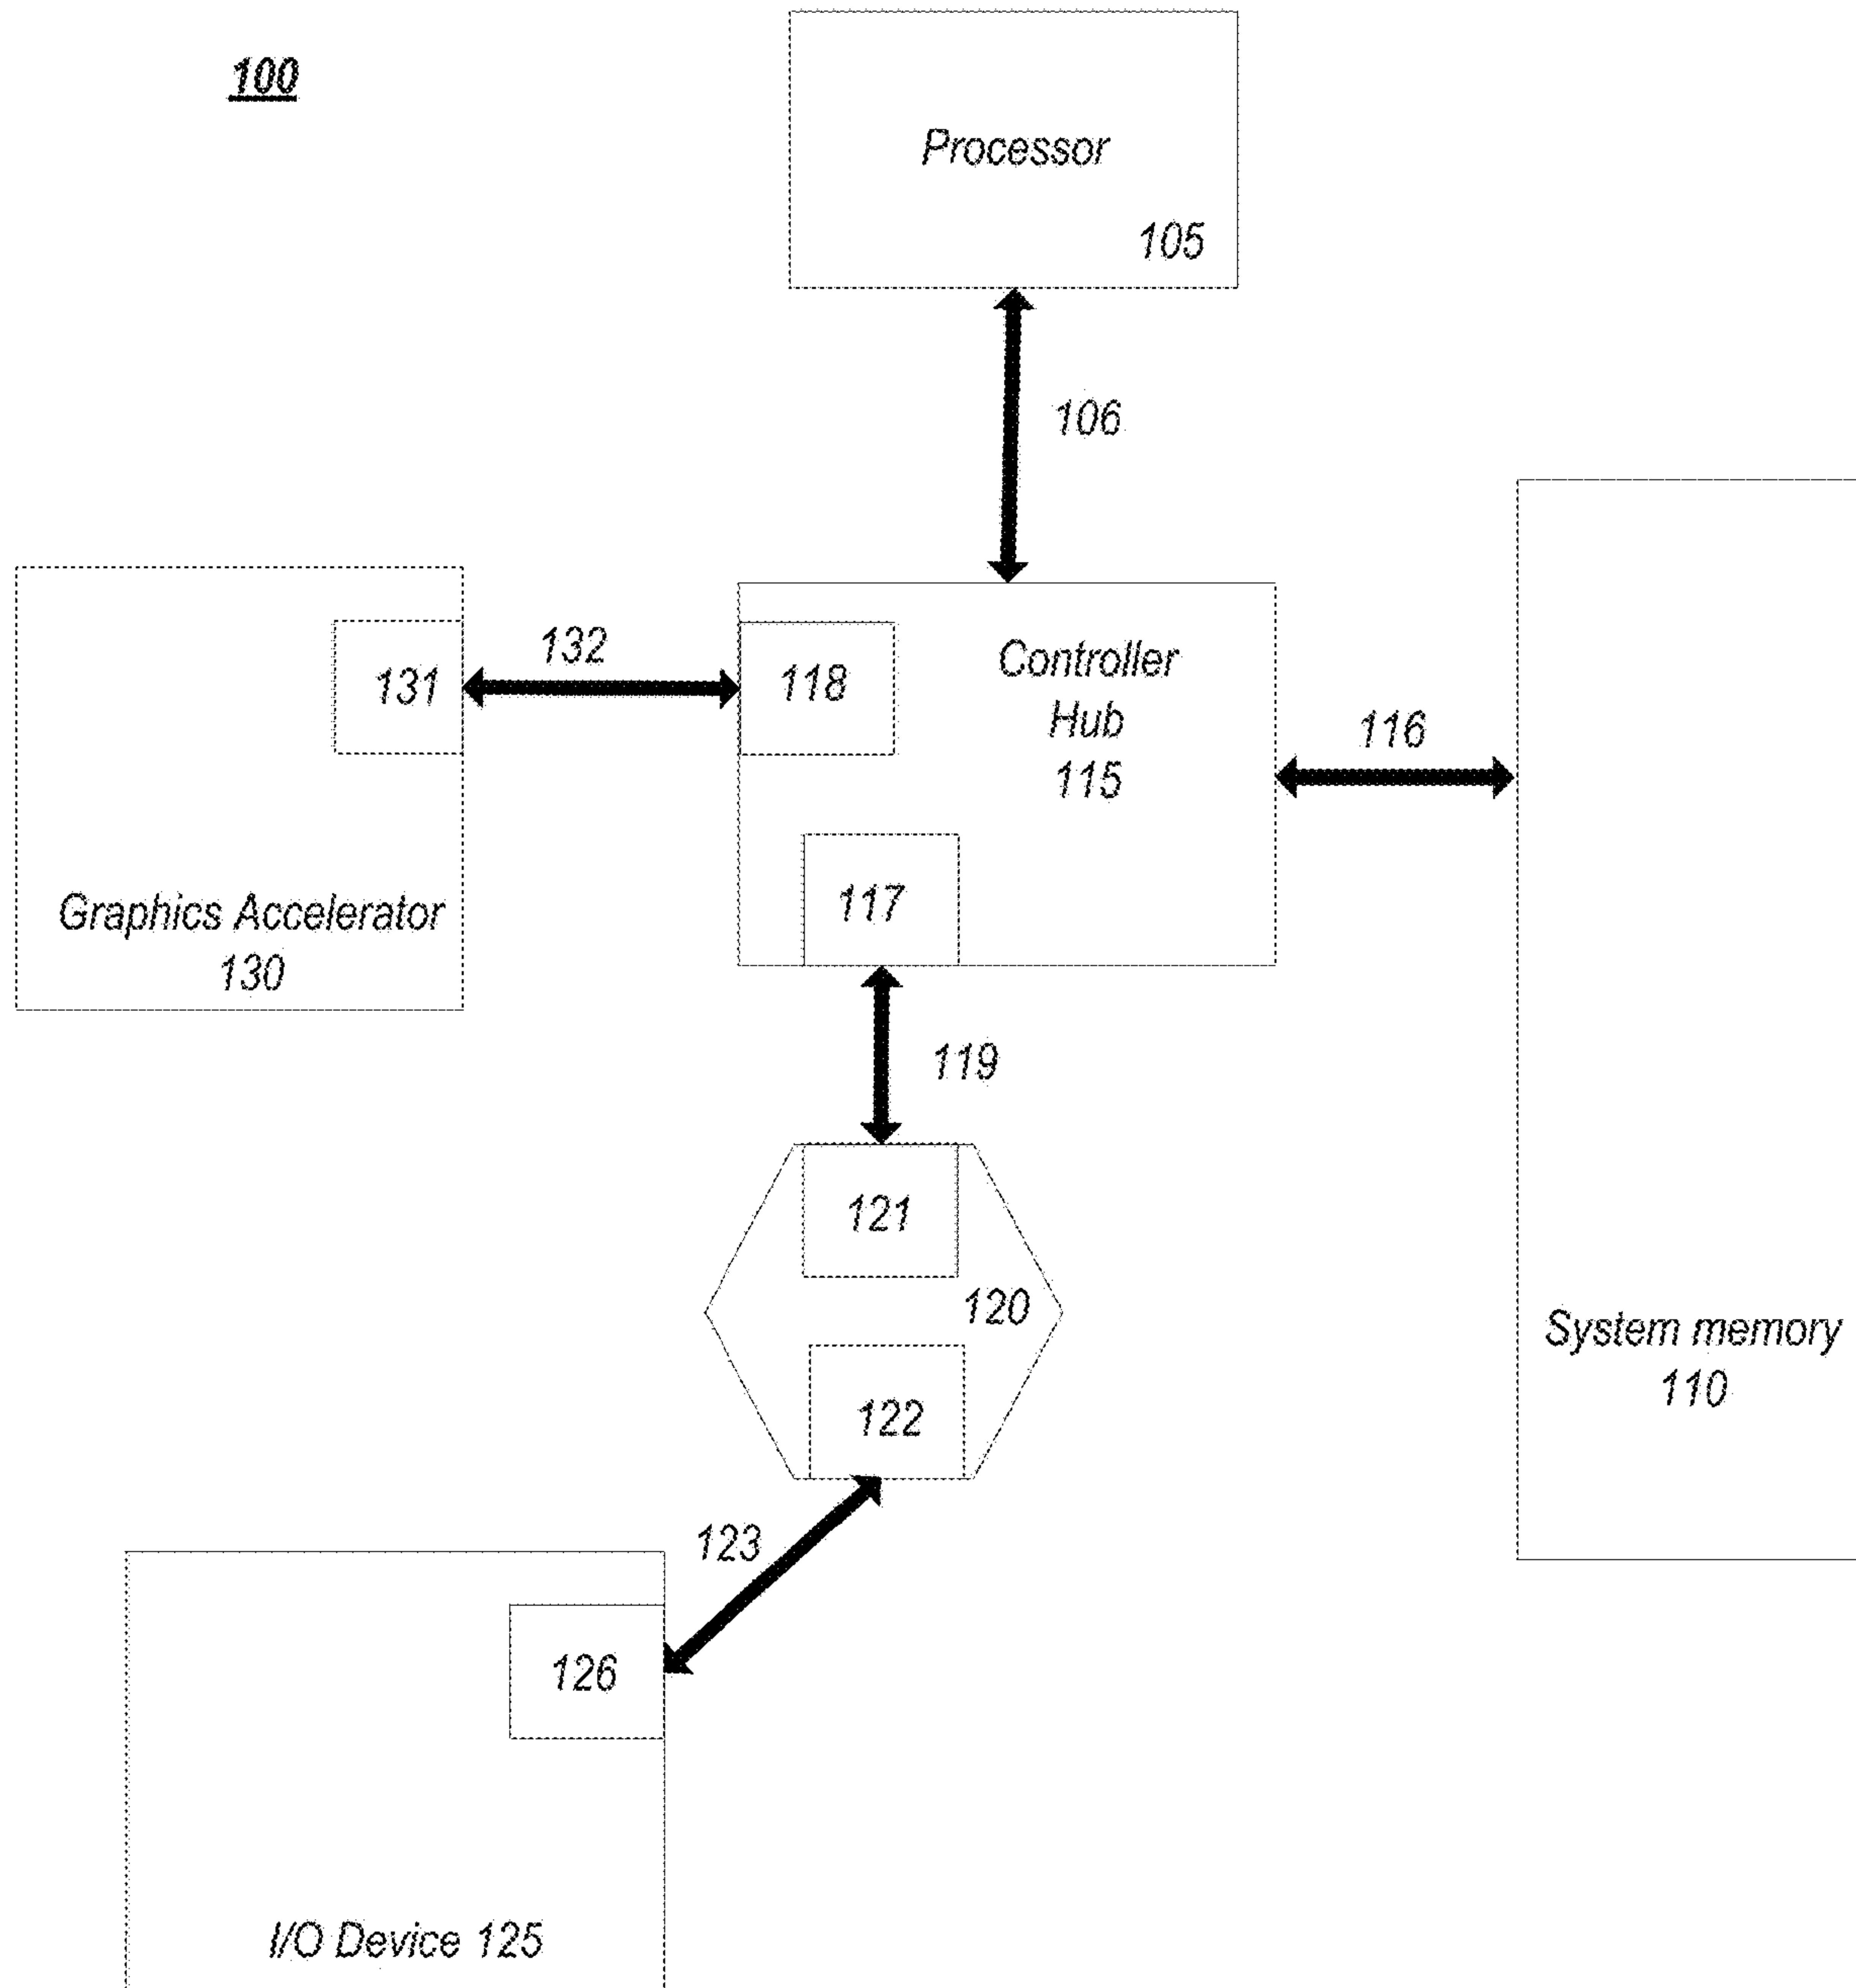 100
Processor
105
106
131
132
118
Controller
Hub
115
116
117
Graphics Accelerator
130
119
121
120
122
System memory
110
123
126
I/O Device 125